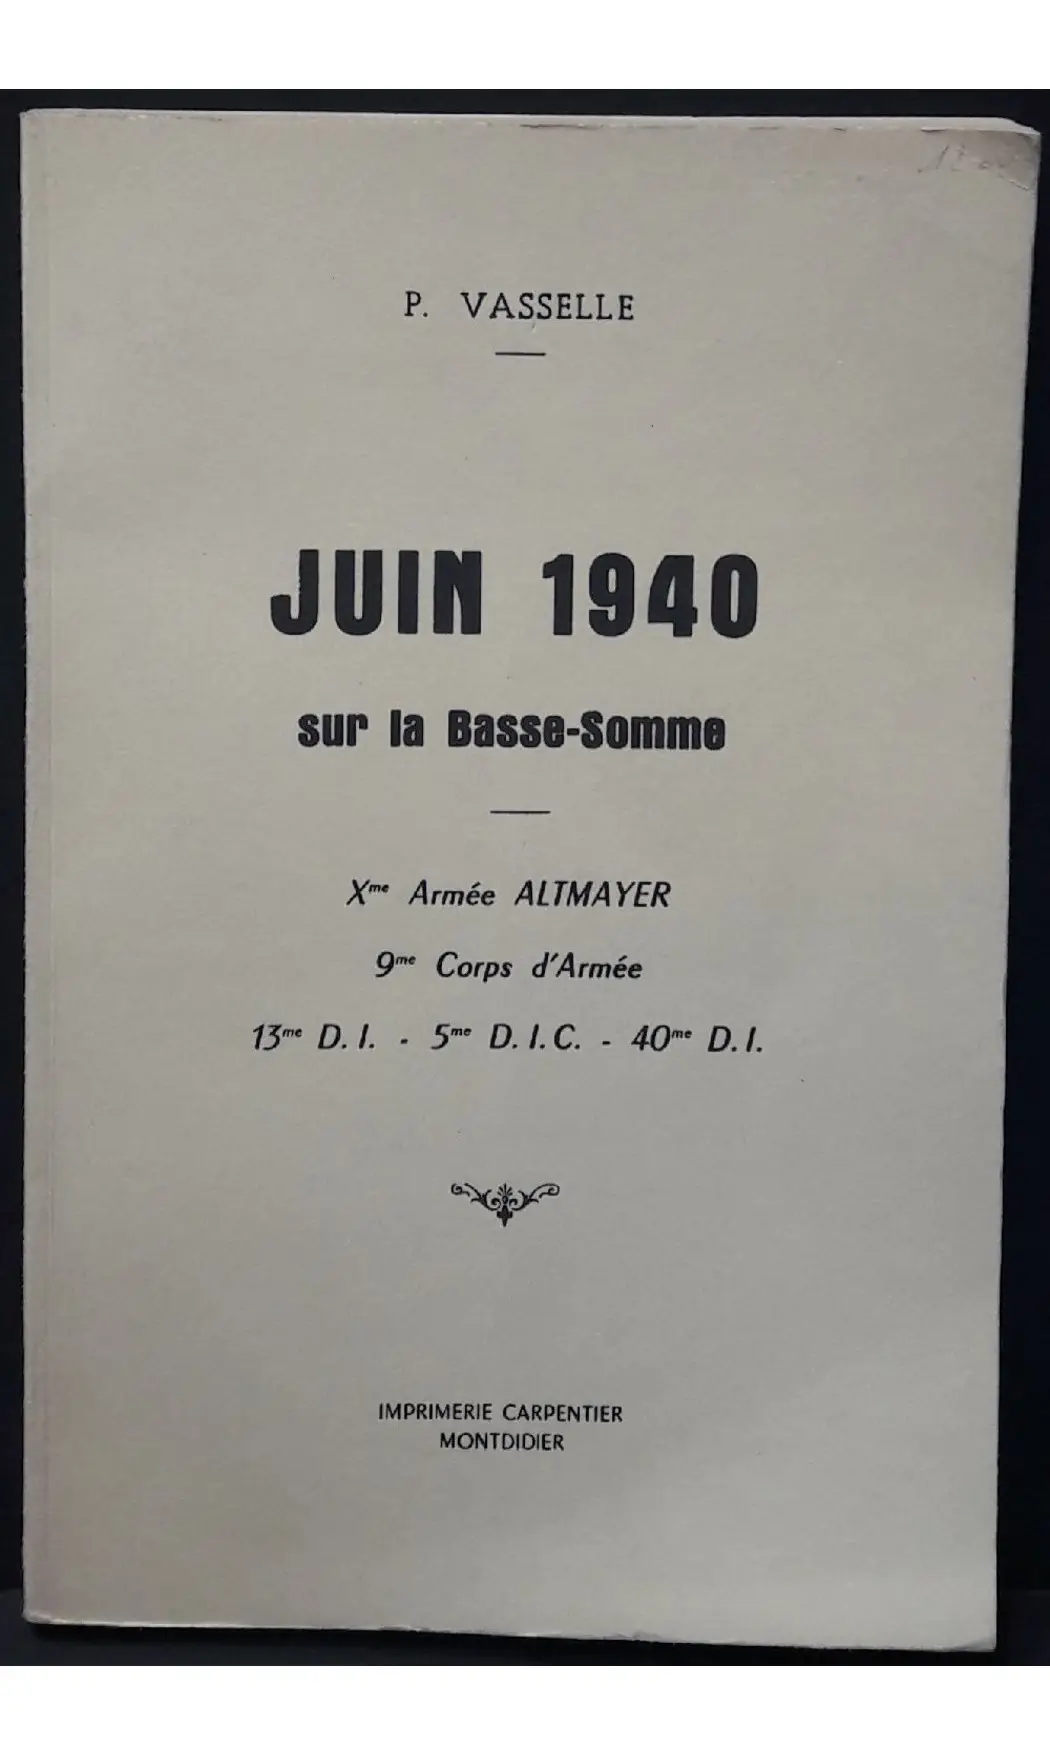 P. VASSELLE
JUIN 1940
sur la Basse-Somme
Xme Armée ALTMAYER
9me Corps d'Armée
13me D. I. - 5me D. I. C. - 40me D. I.
IMPRIMERIE CARPENTIER
MONTDIDIER